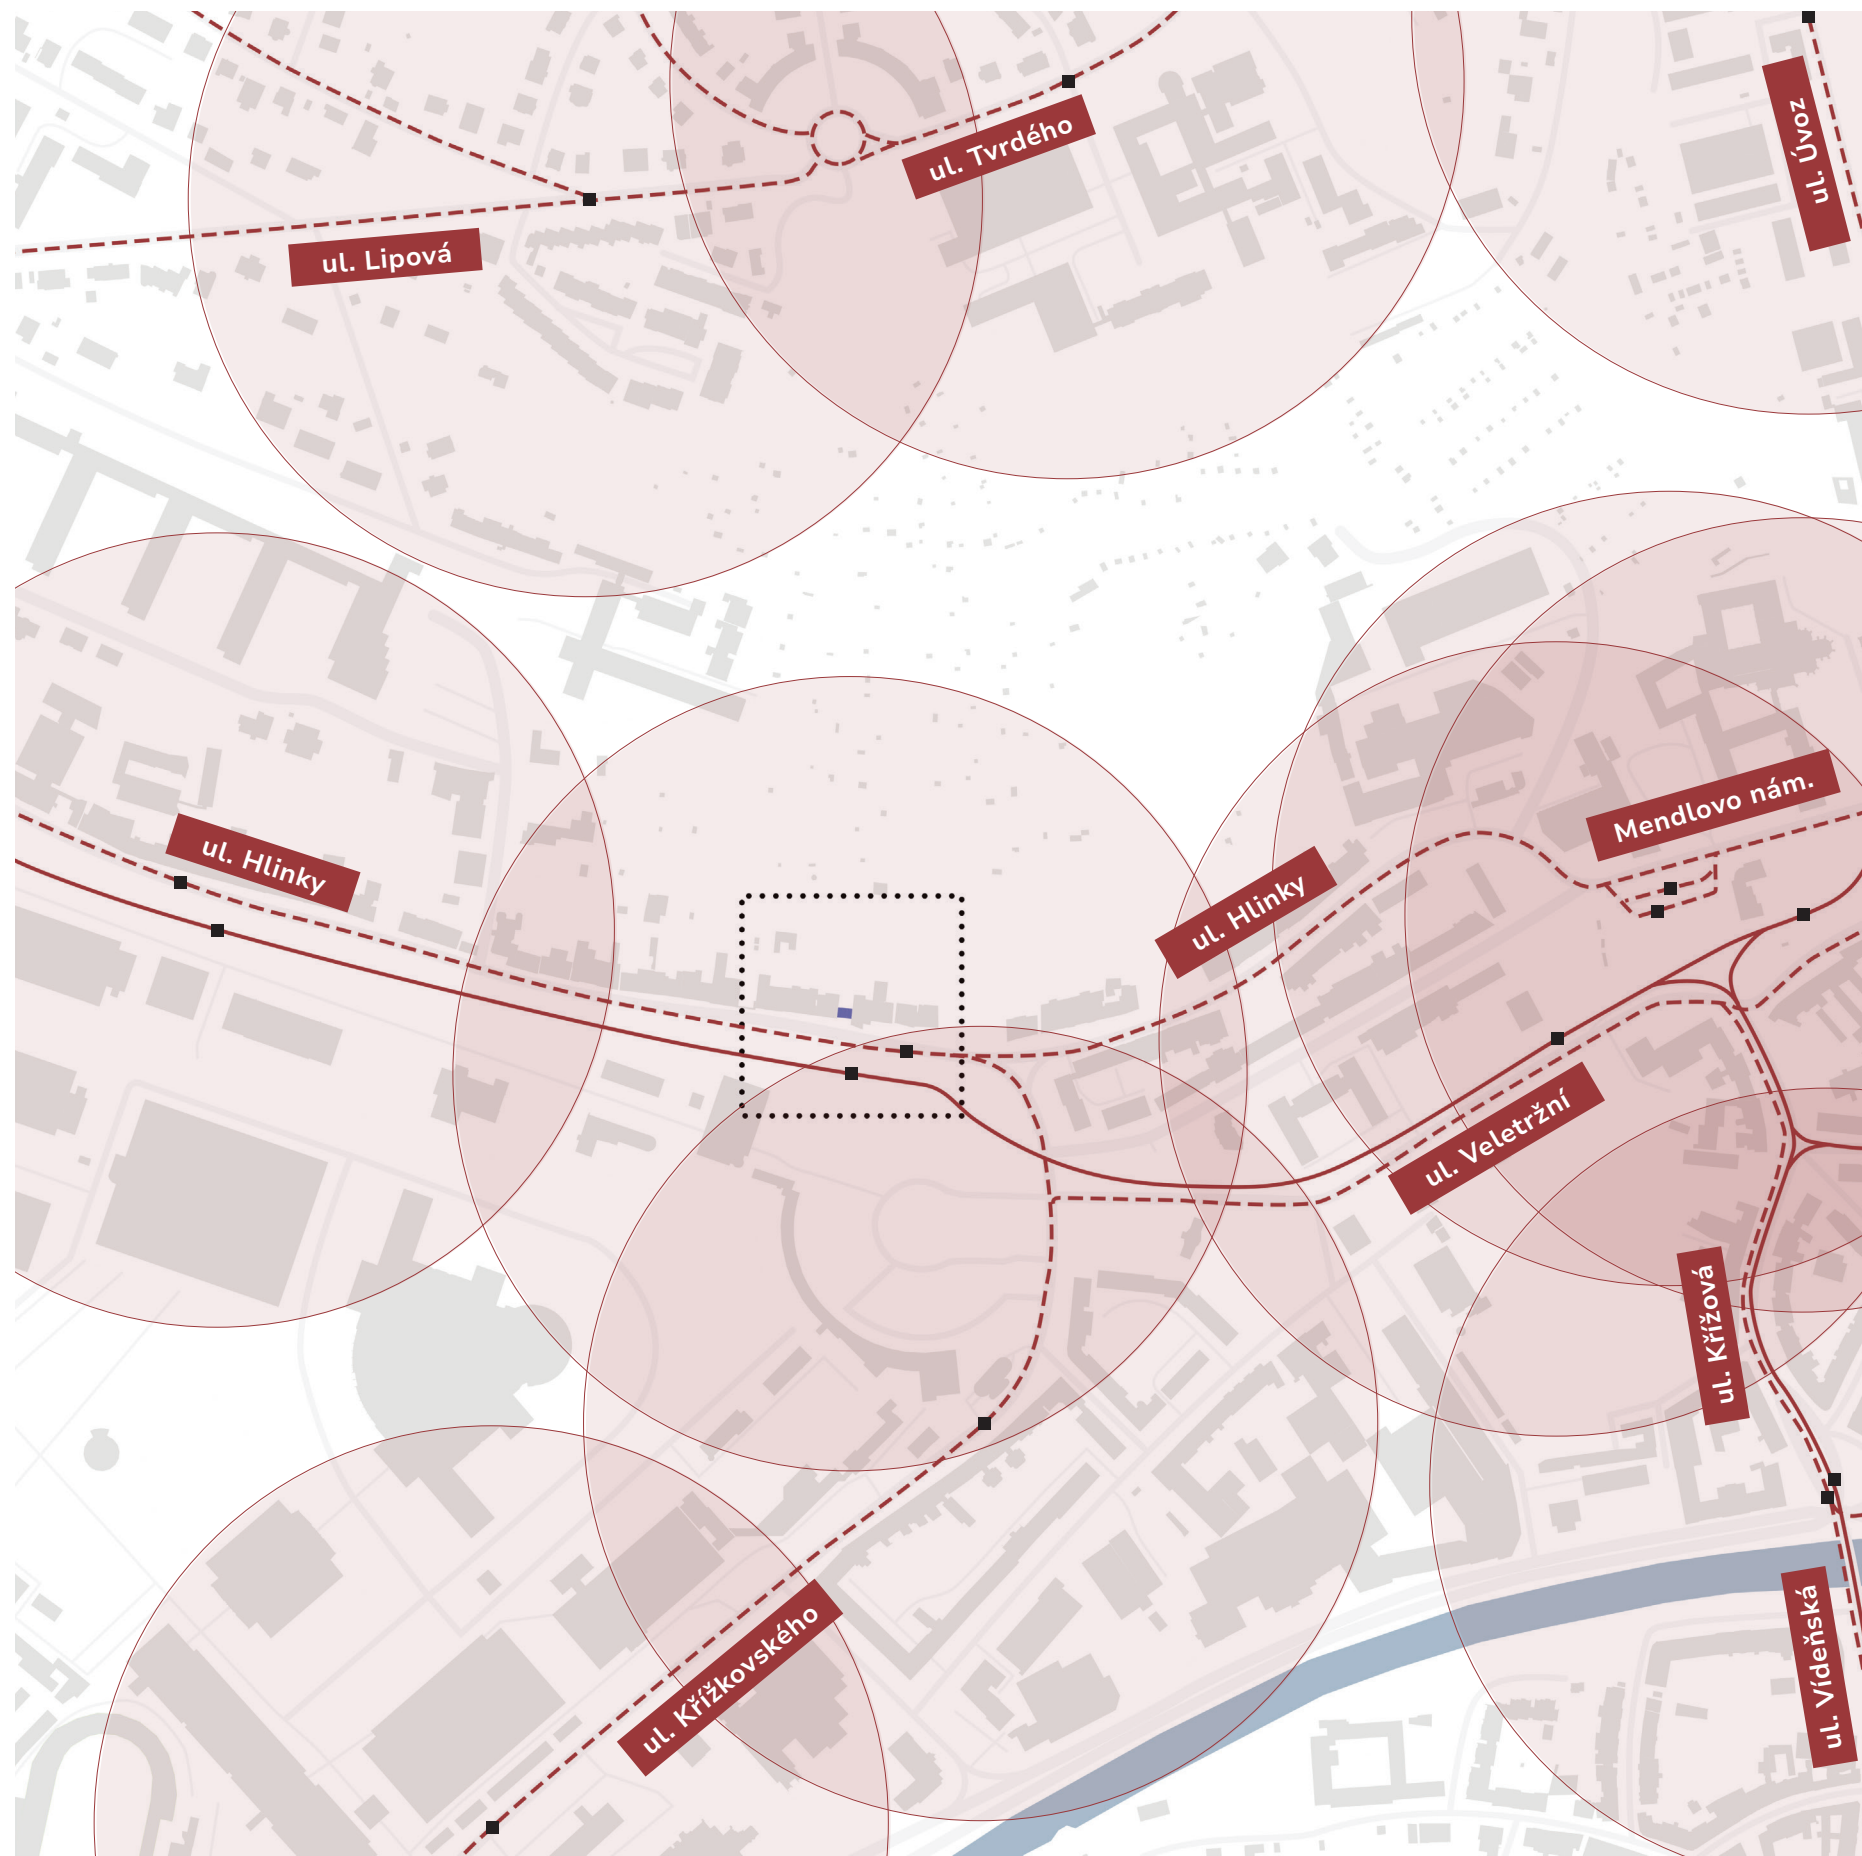 ul. Tvrdého
ul. Úvoz
ul. Lipová
Mendlovo nám.
ul. Hlinky
ul. Hlinky
ul. Veletržní
ul. Křížová
ul. Křížkovského
ul. Vídeňská